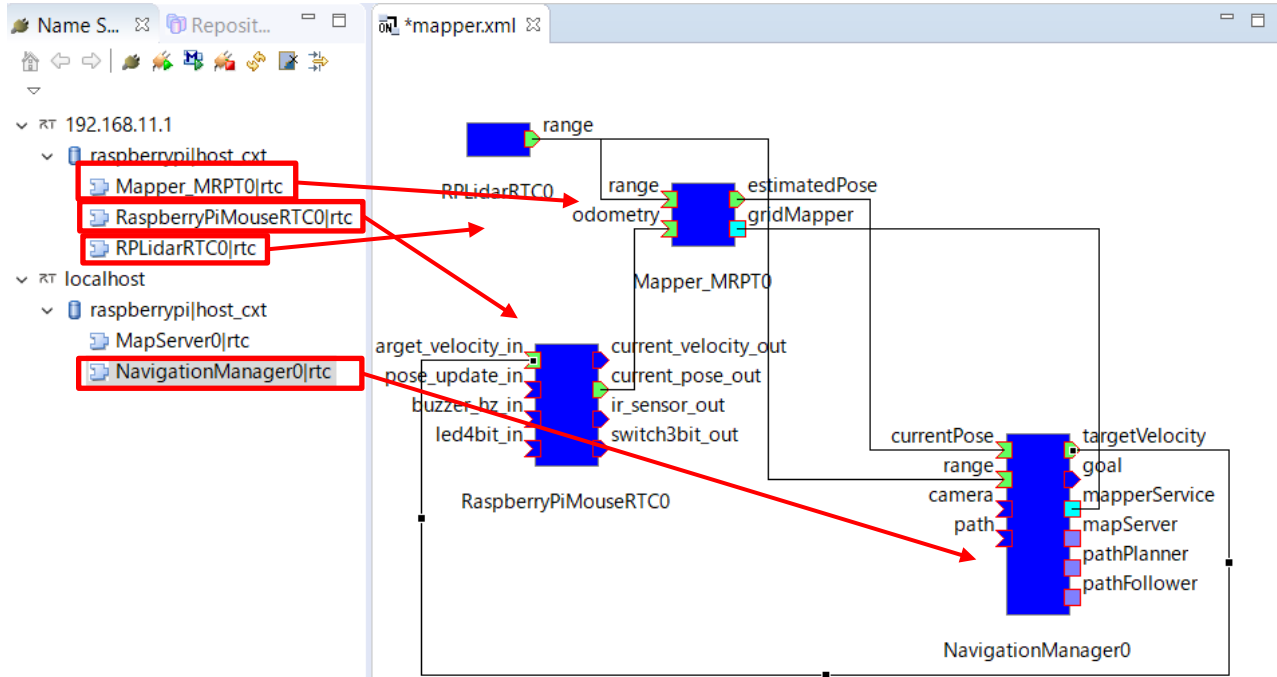 Name S...
Reposit...
*mapper.xml
192.168.11.1
raspberrypi|host_cxt
Mapper_MRPT0|rtc
RaspberryPiMouseRTC0|rtc
RPLidarRTC0|rtc
localhost
raspberrypi|host_cxt
MapServer0|rtc
NavigationManager0|rtc
range
RPLidarRTC0
range
odometry
estimatedPose
gridMapper
Mapper_MRPT0
arget_velocity_in
pose_update_in
buzzer_hz_in
led4bit_in
current_velocity_out
current_pose_out
ir_sensor_out
switch3bit_out
RaspberryPiMouseRTC0
currentPose
range
camera
path
targetVelocity
goal
mapperService
mapServer
pathPlanner
pathFollower
NavigationManager0